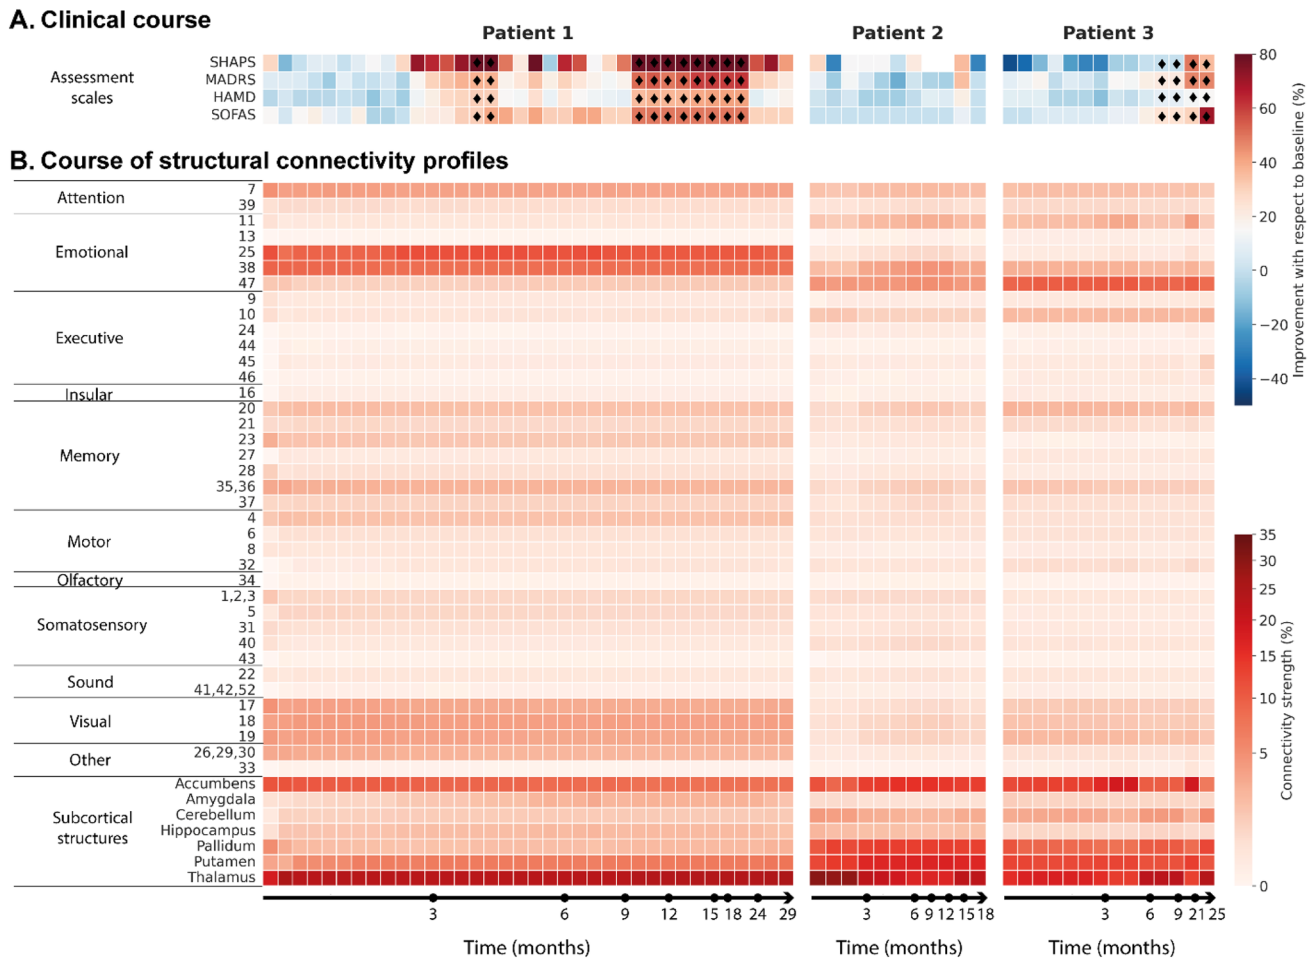 A. Clinical course
Patient 1
Patient 2
Patient 3
Assessment
scales
SHAPS
MADRS
HAMD
SOFAS
80
60
40
20
0
−20
−40
Improvement with respect to baseline (%)
B. Course of structural connectivity profiles
Attention
7
39
Emotional
11
13
25
38
47
Executive
9
10
24
44
45
46
Insular
16
Memory
20
21
23
27
28
35,36
37
Motor
4
6
8
32
Olfactory
34
Somatosensory
1,2,3
5
31
40
43
Sound
22
41,42,52
Visual
17
18
19
Other
26,29,30
33
Subcortical
structures
Accumbens
Amygdala
Cerebellum
Hippocampus
Pallidum
Putamen
Thalamus
35
30
25
20
15
10
5
0
Connectivity strength (%)
3 6 9 12 15 18 24 29
3 6 9 12 15 18
3 6 9 21 25
Time (months)
Time (months)
Time (months)